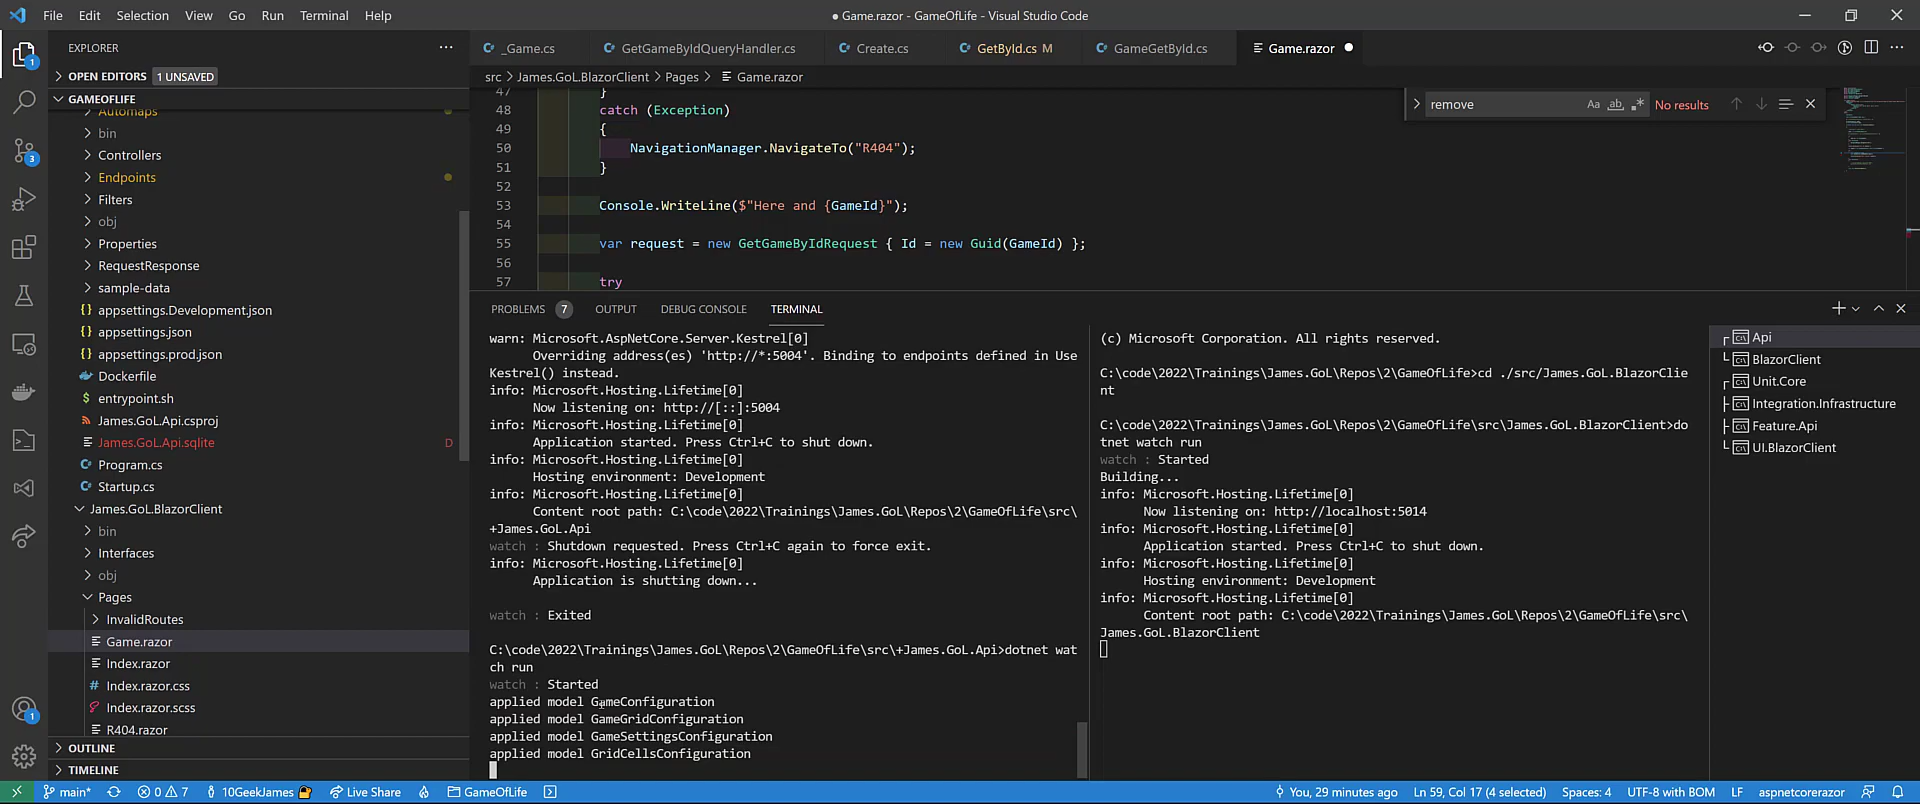 File Edit Selection View Go Run Terminal Help
● Game.razor - GameOfLife - Visual Studio Code
EXPLORER
OPEN EDITORS 1 UNSAVED
GAMEOFLIFE
Automaps
bin
Controllers
Endpoints
Filters
obj
Properties
RequestResponse
sample-data
{} appsettings.Development.json
{} appsettings.json
{} appsettings.prod.json
Dockerfile
entrypoint.sh
James.GoL.Api.csproj
James.GoL.Api.sqlite D
Program.cs
Startup.cs
James.GoL.BlazorClient
bin
Interfaces
obj
Pages
InvalidRoutes
Game.razor
Index.razor
# Index.razor.css
Index.razor.scss
R404.razor
OUTLINE
TIMELINE
1
3
1
_Game.cs GetGameByIdQueryHandler.cs Create.cs GetById.cs M GameGetById.cs Game.razor ●
src > James.GoL.BlazorClient > Pages > Game.razor
remove Aa ab .* No results
47 }
48 catch (Exception)
49 {
50 NavigationManager.NavigateTo("R404");
51 }
52
53 Console.WriteLine($"Here and {GameId}");
54
55 var request = new GetGameByIdRequest { Id = new Guid(GameId) };
56
57 try
PROBLEMS 7 OUTPUT DEBUG CONSOLE TERMINAL
warn: Microsoft.AspNetCore.Server.Kestrel[0]
Overriding address(es) 'http://*:5004'. Binding to endpoints defined in Use
Kestrel() instead.
info: Microsoft.Hosting.Lifetime[0]
Now listening on: http://[::]:5004
info: Microsoft.Hosting.Lifetime[0]
Application started. Press Ctrl+C to shut down.
info: Microsoft.Hosting.Lifetime[0]
Hosting environment: Development
info: Microsoft.Hosting.Lifetime[0]
Content root path: C:\code\2022\Trainings\James.GoL\Repos\2\GameOfLife\src\
+James.GoL.Api
watch : Shutdown requested. Press Ctrl+C again to force exit.
info: Microsoft.Hosting.Lifetime[0]
Application is shutting down...
watch : Exited
C:\code\2022\Trainings\James.GoL\Repos\2\GameOfLife\src\+James.GoL.Api>dotnet wat
ch run
watch : Started
applied model GameConfiguration
applied model GameGridConfiguration
applied model GameSettingsConfiguration
applied model GridCellsConfiguration
(c) Microsoft Corporation. All rights reserved.
C:\code\2022\Trainings\James.GoL\Repos\2\GameOfLife>cd ./src/James.GoL.BlazorClie
nt
C:\code\2022\Trainings\James.GoL\Repos\2\GameOfLife\src\James.GoL.BlazorClient>do
tnet watch run
watch : Started
Building...
info: Microsoft.Hosting.Lifetime[0]
Now listening on: http://localhost:5014
info: Microsoft.Hosting.Lifetime[0]
Application started. Press Ctrl+C to shut down.
info: Microsoft.Hosting.Lifetime[0]
Hosting environment: Development
info: Microsoft.Hosting.Lifetime[0]
Content root path: C:\code\2022\Trainings\James.GoL\Repos\2\GameOfLife\src\
James.GoL.BlazorClient
Api
BlazorClient
Unit.Core
Integration.Infrastructure
Feature.Api
UI.BlazorClient
main* 0 7 10GeekJames Live Share GameOfLife You, 29 minutes ago Ln 59, Col 17 (4 selected) Spaces: 4 UTF-8 with BOM LF aspnetcorerazor